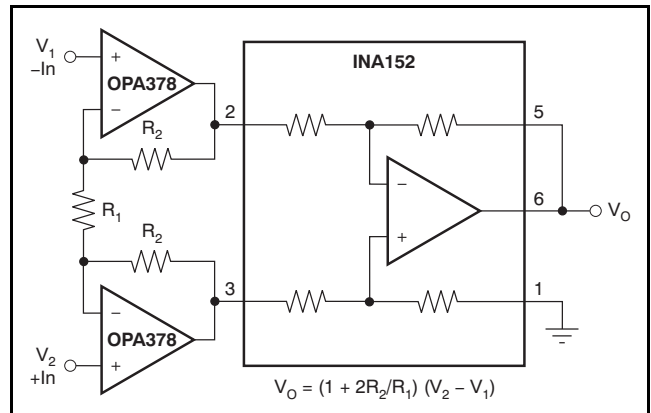 V1
–In
OPA378
R2
R1
R2
OPA378
V2
+In
INA152
2
5
6
3
1
VO
VO = (1 + 2R2/R1) (V2 – V1)
+
–
–
+
–
+